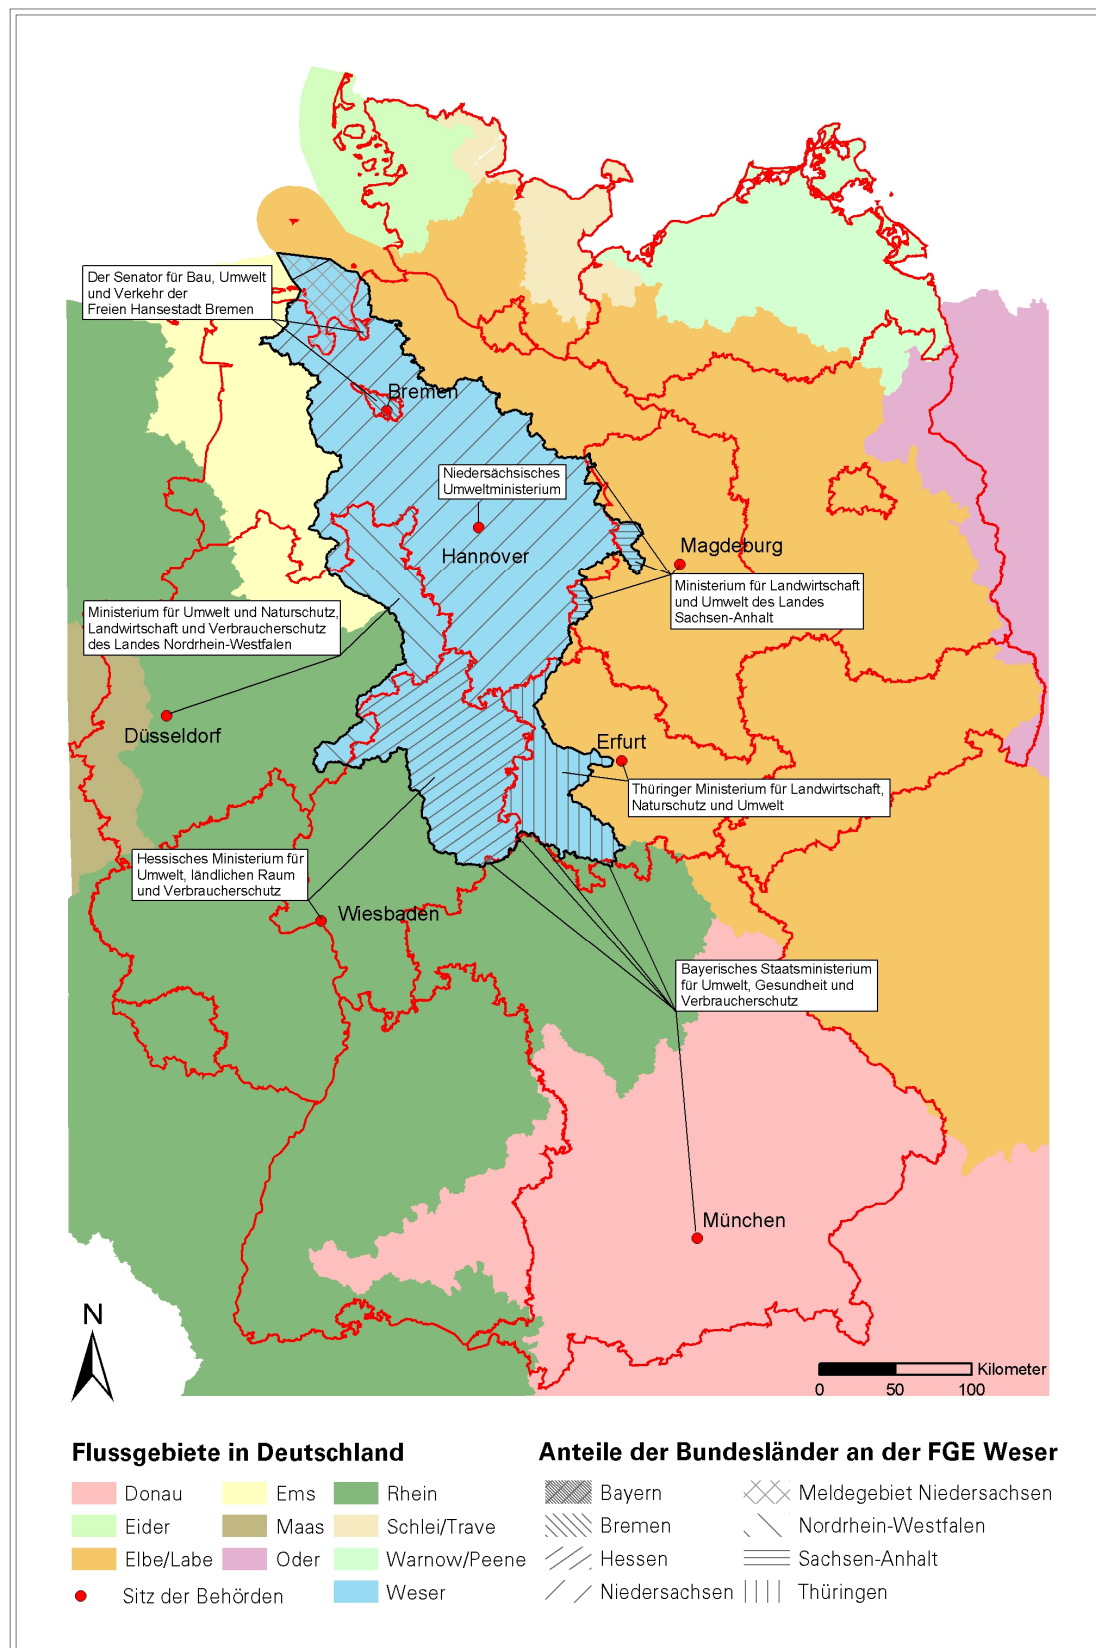 Der Senator für Bau, Umwelt
und Verkehr der
Freien Hansestadt Bremen
Bremen
Niedersächsisches
Umweltministerium
Hannover
Magdeburg
Ministerium für Landwirtschaft
und Umwelt des Landes
Sachsen-Anhalt
Ministerium für Umwelt und Naturschutz,
Landwirtschaft und Verbraucherschutz
des Landes Nordrhein-Westfalen
Düsseldorf
Erfurt
Thüringer Ministerium für Landwirtschaft,
Naturschutz und Umwelt
Hessisches Ministerium für
Umwelt, ländlichen Raum
und Verbraucherschutz
Wiesbaden
Bayerisches Staatsministerium
für Umwelt, Gesundheit und
Verbraucherschutz
München
N
Kilometer
0 50 100
Flussgebiete in Deutschland
Donau Ems Rhein
Eider Maas Schlei/Trave
Elbe/Labe Oder Warnow/Peene
Sitz der Behörden Weser
Anteile der Bundesländer an der FGE Weser
Bayern Meldegebiet Niedersachsen
Bremen Nordrhein-Westfalen
Hessen Sachsen-Anhalt
Niedersachsen Thüringen